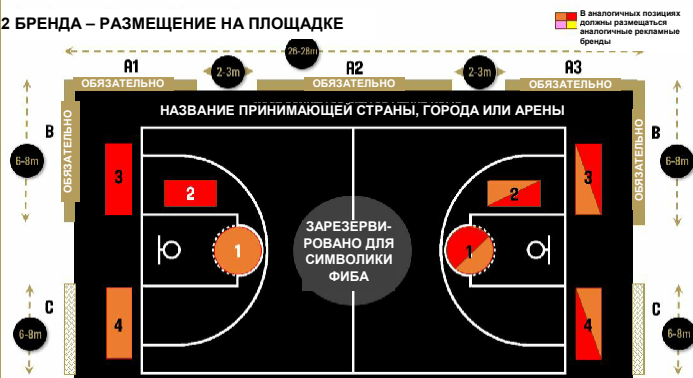 2 БРЕНДА – РАЗМЕЩЕНИЕ НА ПЛОЩАДКЕ
В аналогичных позициях
должны размещаться
аналогичные рекламные
бренды
26-28m
A1
2-3m
A2
2-3m
A3
ОБЯЗАТЕЛЬНО
ОБЯЗАТЕЛЬНО
ОБЯЗАТЕЛЬНО
НАЗВАНИЕ ПРИНИМАЮЩЕЙ СТРАНЫ, ГОРОДА ИЛИ АРЕНЫ
B
ОБЯЗАТЕЛЬНО
6-8m
B
ОБЯЗАТЕЛЬНО
6-8m
3
2
2
3
ЗАРЕЗЕРВИ-
РОВАНО ДЛЯ
СИМВОЛИКИ
ФИБА
1
1
C
6-8m
4
4
C
6-8m